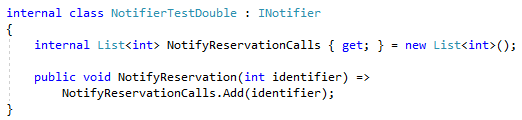 internal class NotifierTestDouble : INotifier
{
    internal List<int> NotifyReservationCalls { get; } = new List<int>();

    public void NotifyReservation(int identifier) =>
        NotifyReservationCalls.Add(identifier);
}